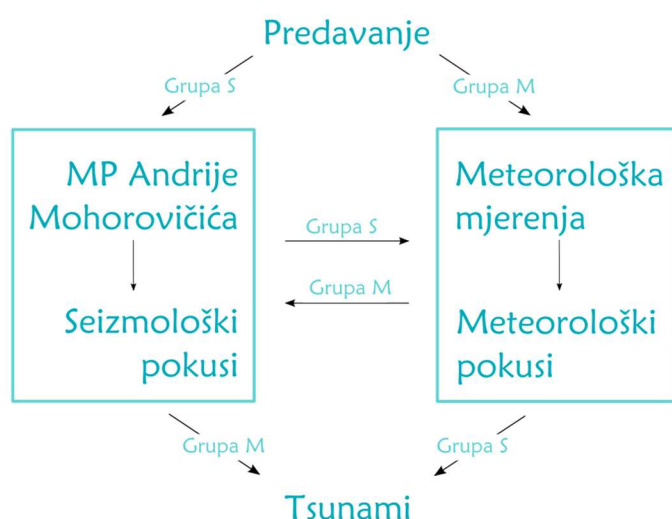 Predavanje
Grupa S
Grupa M
MP Andrije
Mohorovičića
Seizmološki
pokusi
Grupa S
Grupa M
Meteorološka
mjerenja
Meteorološki
pokusi
Grupa M
Grupa S
Tsunami